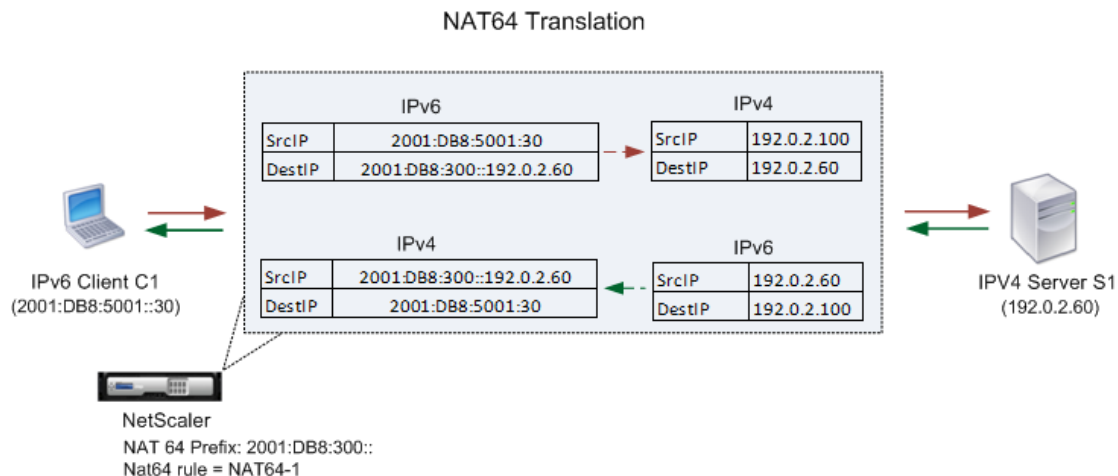 NAT64 Translation
IPv6
SrcIP 2001:DB8:5001:30
DestIP 2001:DB8:300::192.0.2.60
IPv4
SrcIP 192.0.2.100
DestIP 192.0.2.60
IPv4
SrcIP 2001:DB8:300::192.0.2.60
DestIP 2001:DB8:5001:30
IPv6
SrcIP 192.0.2.60
DestIP 192.0.2.100
IPv6 Client C1
(2001:DB8:5001::30)
IPV4 Server S1
(192.0.2.60)
NetScaler
NAT 64 Prefix: 2001:DB8:300::
Nat64 rule = NAT64-1